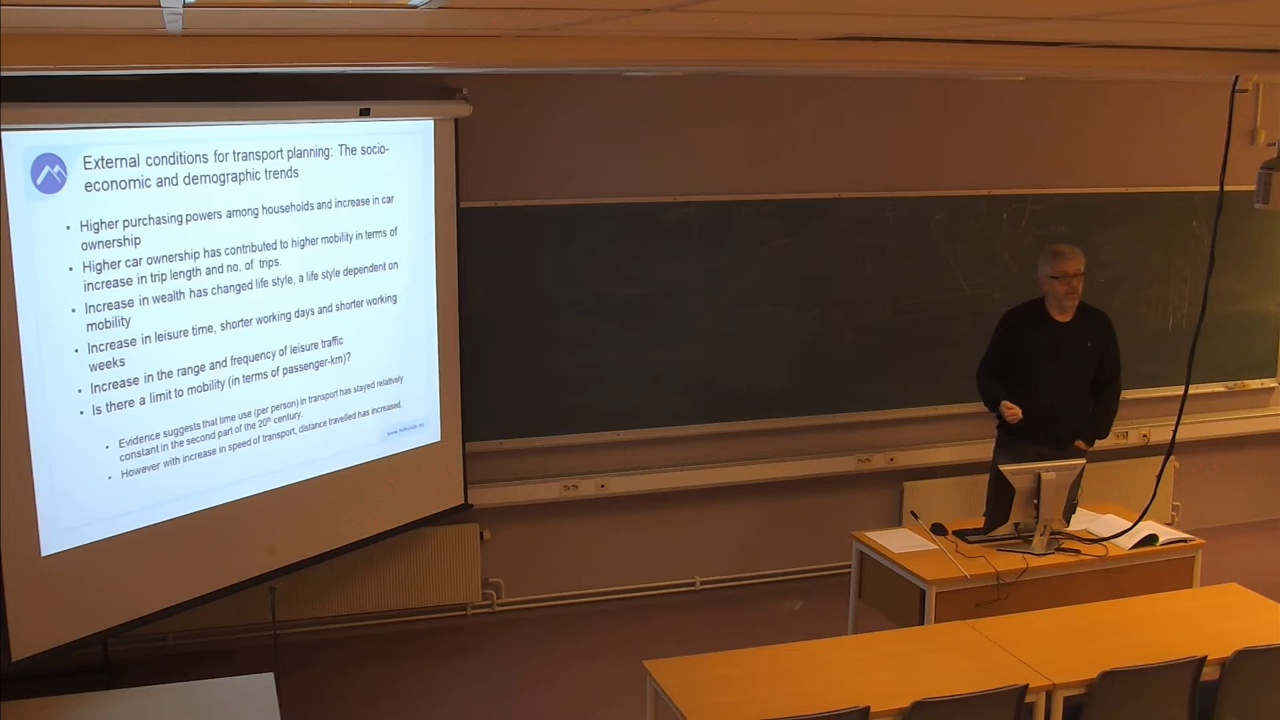 External conditions for transport planning: The socio-
economic and demographic trends
• Higher purchasing powers among households and increase in car
ownership
• Higher car ownership has contributed to higher mobility in terms of
increase in trip length and no. of trips.
• Increase in wealth has changed life style, a life style dependent on
mobility
• Increase in leisure time, shorter working days and shorter working
weeks
• Increase in the range and frequency of leisure traffic
• Is there a limit to mobility (in terms of passenger-km)?
• Evidence suggests that time use (per person) in transport has stayed relatively
constant in the second part of the 20th century.
• However with increase in speed of transport, distance travelled has increased.